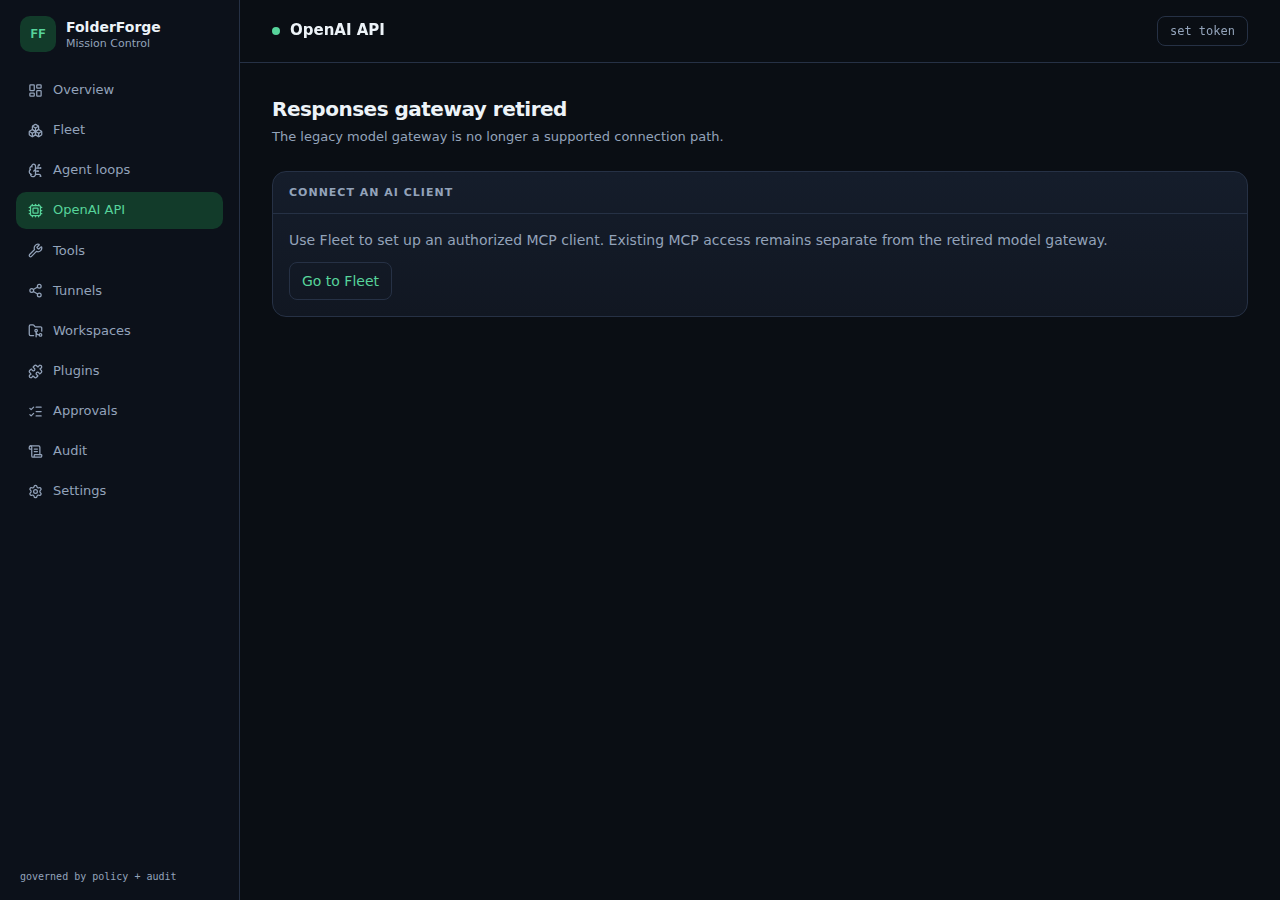 FF
FolderForge
Mission Control
Overview
Fleet
Agent loops
OpenAI API
Tools
Tunnels
Workspaces
Plugins
Approvals
Audit
Settings
governed by policy + audit
OpenAI API
set token
Responses gateway retired
The legacy model gateway is no longer a supported connection path.
CONNECT AN AI CLIENT
Use Fleet to set up an authorized MCP client. Existing MCP access remains separate from the retired model gateway.
Go to Fleet